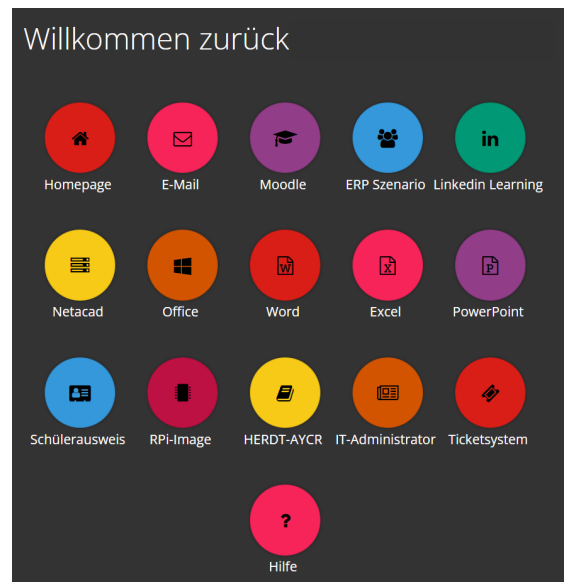 Willkommen zurück
Homepage E-Mail Moodle ERP Szenario Linkedin Learning
Netacad Office Word Excel PowerPoint
Schülerausweis RPi-Image HERDT-AYCR IT-Administrator Ticketsystem
Hilfe